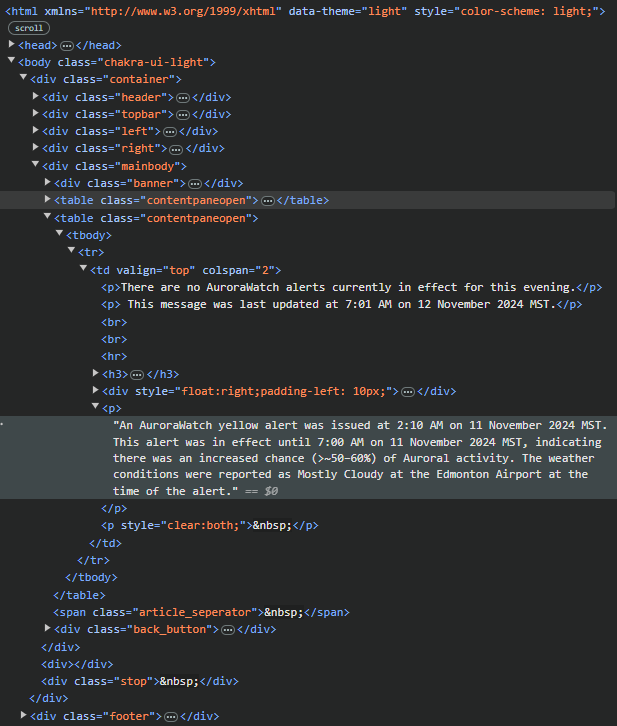 <html xmlns="http://www.w3.org/1999/xhtml" data-theme="light" style="color-scheme: light;">
scroll
<head> ⋯ </head>
<body class="chakra-ui-light">
<div class="container">
<div class="header"> ⋯ </div>
<div class="topbar"> ⋯ </div>
<div class="left"> ⋯ </div>
<div class="right"> ⋯ </div>
<div class="mainbody">
<div class="banner"> ⋯ </div>
<table class="contentpaneopen"> ⋯ </table>
<table class="contentpaneopen">
<tbody>
<tr>
<td valign="top" colspan="2">
<p>There are no AuroraWatch alerts currently in effect for this evening.</p>
<p> This message was last updated at 7:01 AM on 12 November 2024 MST.</p>
<br>
<br>
<hr>
<h3> ⋯ </h3>
<div style="float:right;padding-left: 10px;"> ⋯ </div>
<p>
"An AuroraWatch yellow alert was issued at 2:10 AM on 11 November 2024 MST.
This alert was in effect until 7:00 AM on 11 November 2024 MST, indicating
there was an increased chance (>~50-60%) of Auroral activity. The weather
conditions were reported as Mostly Cloudy at the Edmonton Airport at the
time of the alert." == $0
</p>
<p style="clear:both;">&nbsp;</p>
</td>
</tr>
</tbody>
</table>
<span class="article_seperator">&nbsp;</span>
<div class="back_button"> ⋯ </div>
</div>
<div></div>
<div class="stop">&nbsp;</div>
</div>
<div class="footer"> ⋯ </div>